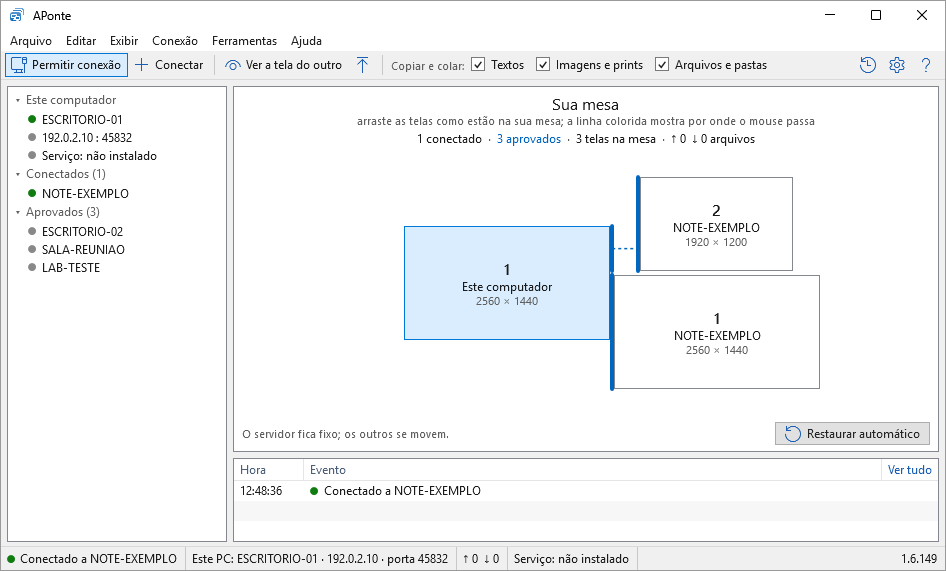 APonte
Arquivo Editar Exibir Conexão Ferramentas Ajuda
Permitir conexão Conectar Ver a tela do outro Copiar e colar: Textos Imagens e prints Arquivos e pastas ?
Este computador
ESCRITORIO-01
192.0.2.10 : 45832
Serviço: não instalado
Conectados (1)
NOTE-EXEMPLO
Aprovados (3)
ESCRITORIO-02
SALA-REUNIAO
LAB-TESTE
Sua mesa
arraste as telas como estão na sua mesa; a linha colorida mostra por onde o mouse passa
1 conectado · 3 aprovados · 3 telas na mesa · ↑ 0 ↓ 0 arquivos
2
NOTE-EXEMPLO
1920 × 1200
1
Este computador
2560 × 1440
1
NOTE-EXEMPLO
2560 × 1440
O servidor fica fixo; os outros se movem.
Restaurar automático
Hora Evento Ver tudo
12:48:36 Conectado a NOTE-EXEMPLO
Conectado a NOTE-EXEMPLO Este PC: ESCRITORIO-01 · 192.0.2.10 · porta 45832 ↑ 0 ↓ 0 Serviço: não instalado 1.6.149